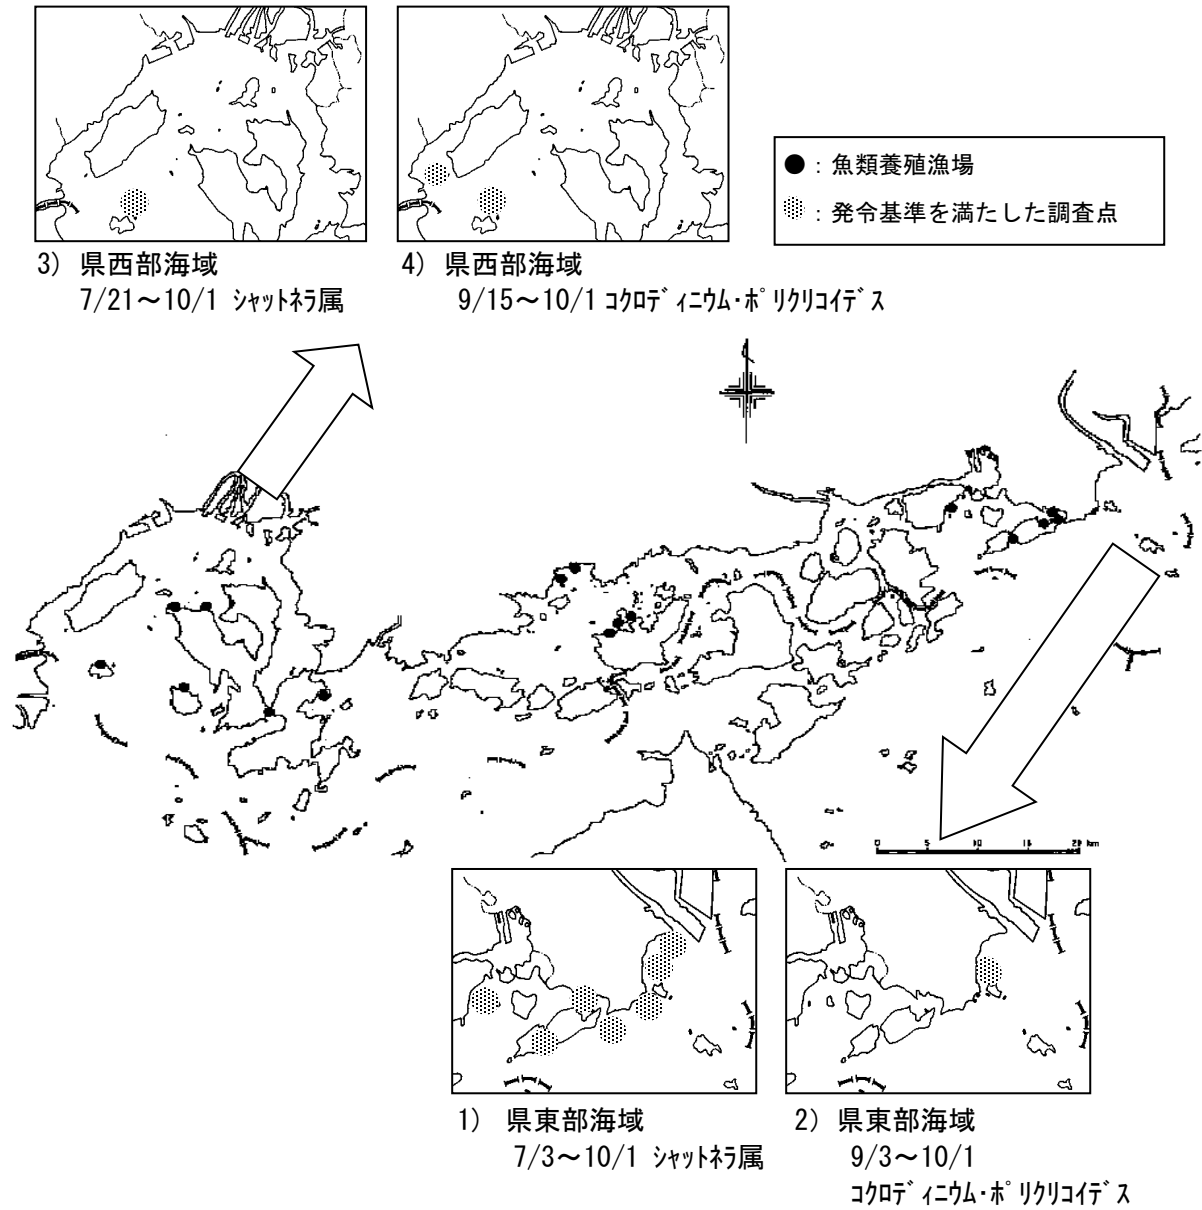 ●：魚類養殖漁場
：発令基準を満たした調査点
3) 県西部海域
7/21～10/1 ｼｬｯﾄﾈﾗ属
4) 県西部海域
9/15～10/1 ｺｸﾛﾃﾞｨﾆｳﾑ･ﾎﾟﾘｸﾘｺｲﾃﾞｽ
0 5 10 15 20 km
1) 県東部海域
7/3～10/1 ｼｬｯﾄﾈﾗ属
2) 県東部海域
9/3～10/1
ｺｸﾛﾃﾞｨﾆｳﾑ･ﾎﾟﾘｸﾘｺｲﾃﾞｽ